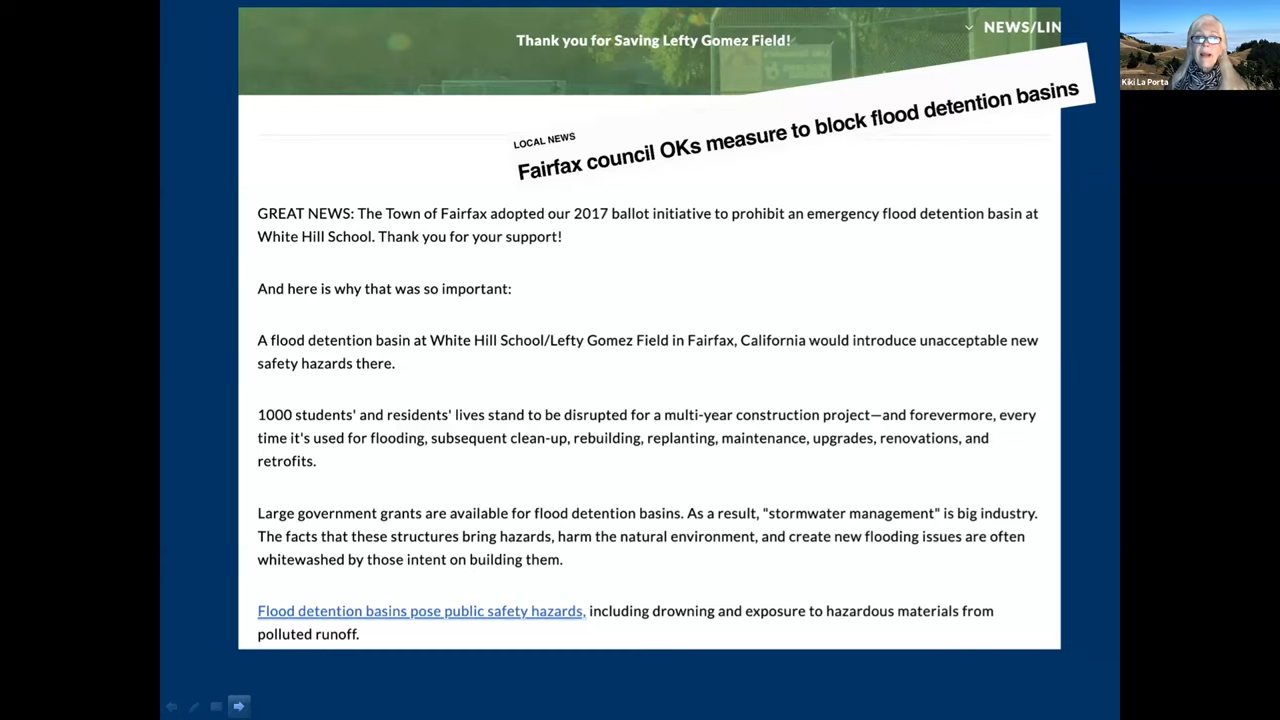 Thank you for Saving Lefty Gomez Field!
NEWS/LIN
Kiki La Porta
LOCAL NEWS
Fairfax council OKs measure to block flood detention basins
GREAT NEWS: The Town of Fairfax adopted our 2017 ballot initiative to prohibit an emergency flood detention basin at
White Hill School. Thank you for your support!
And here is why that was so important:
A flood detention basin at White Hill School/Lefty Gomez Field in Fairfax, California would introduce unacceptable new
safety hazards there.
1000 students' and residents' lives stand to be disrupted for a multi-year construction project—and forevermore, every
time it's used for flooding, subsequent clean-up, rebuilding, replanting, maintenance, upgrades, renovations, and
retrofits.
Large government grants are available for flood detention basins. As a result, "stormwater management" is big industry.
The facts that these structures bring hazards, harm the natural environment, and create new flooding issues are often
whitewashed by those intent on building them.
Flood detention basins pose public safety hazards, including drowning and exposure to hazardous materials from
polluted runoff.